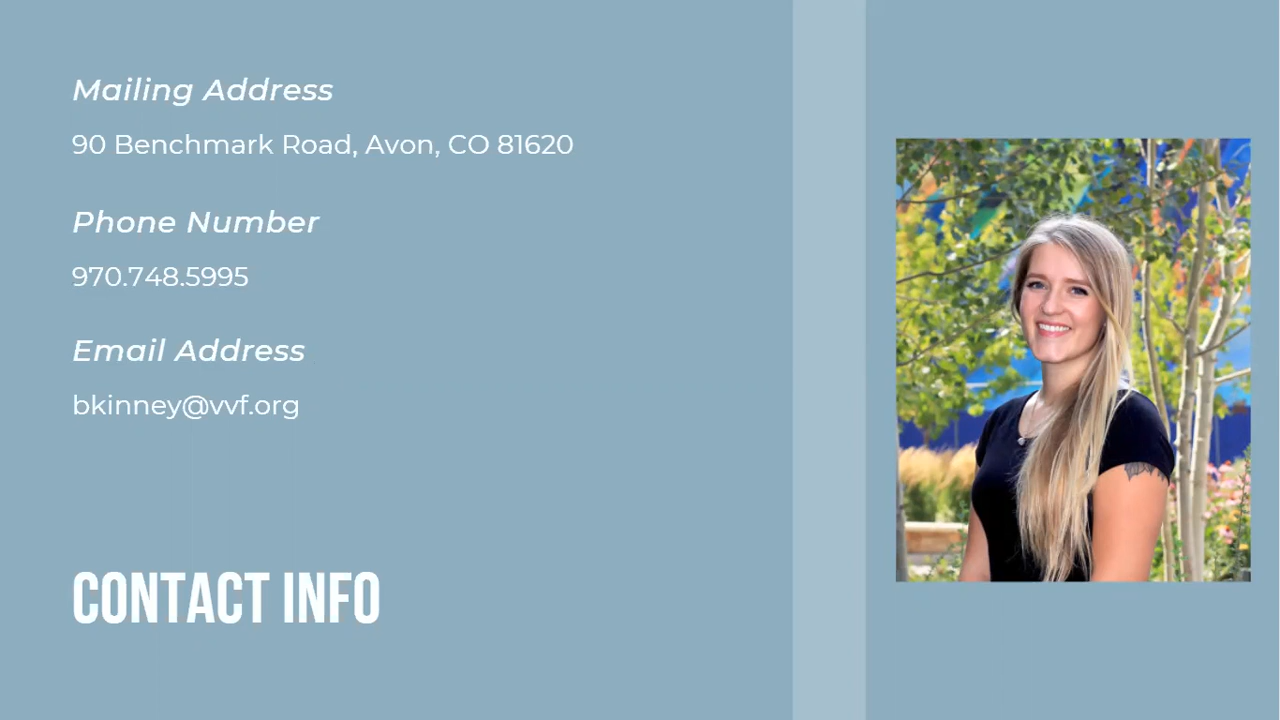 Mailing Address
90 Benchmark Road, Avon, CO 81620
Phone Number
970.748.5995
Email Address
bkinney@vvf.org
CONTACT INFO